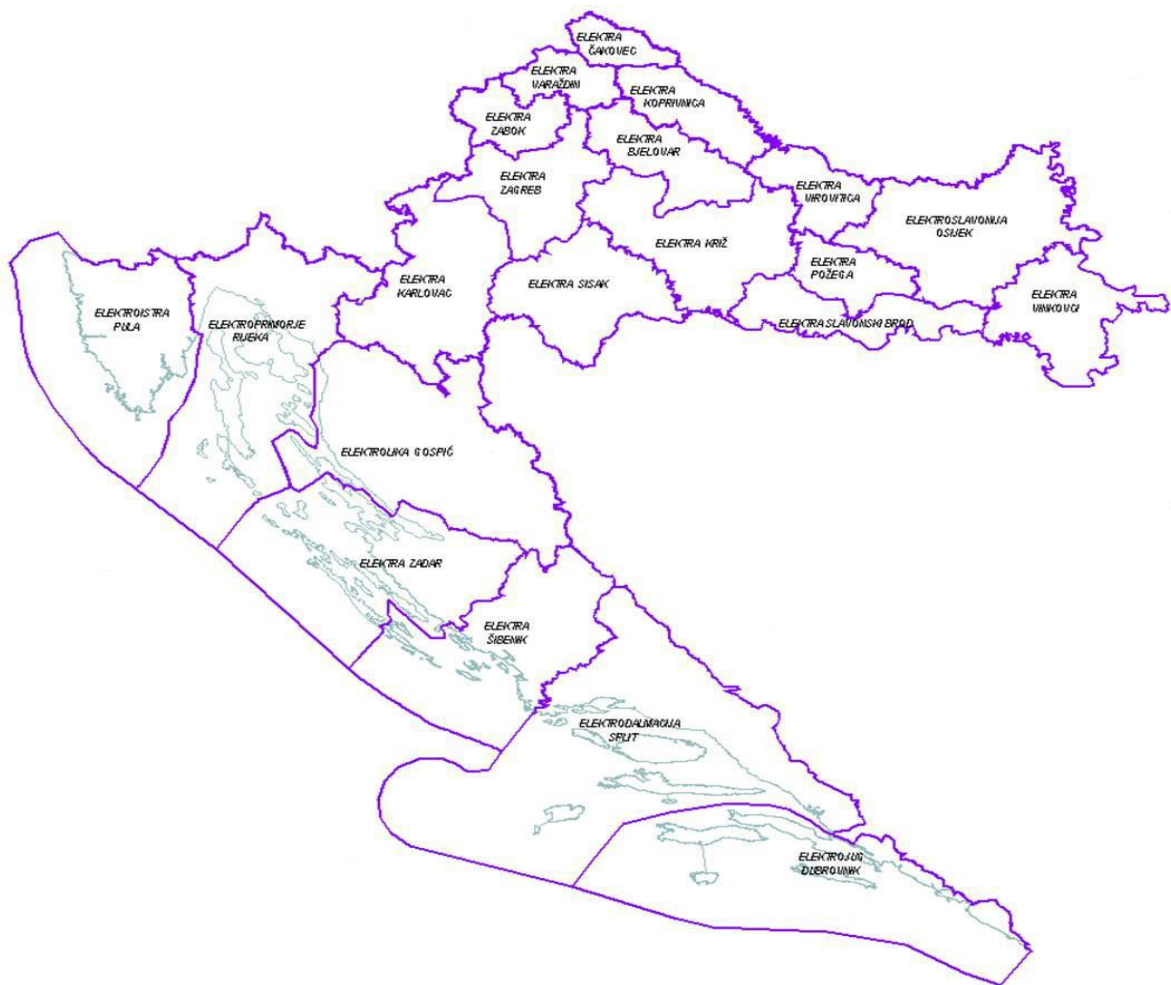 ELEKTRA
ČAKOVEC
ELEKTRA
VARAŽDIN
ELEKTRA
KOPRIVNICA
ELEKTRA
ZABOK
ELEKTRA
BJELOVAR
ELEKTRA
ZAGREB
ELEKTRA
VIROVITICA
ELEKTROSLAVONIJA
OSIJEK
ELEKTRA KRIŽ
ELEKTRA
POŽEGA
ELEKTRA
KARLOVAC
ELEKTRA SISAK
ELEKTRA
VINKOVCI
ELEKTROISTRA
PULA
ELEKTROPRIMORJE
RIJEKA
ELEKTRA SLAVONSKI BROD
ELEKTROLIKA GOSPIĆ
ELEKTRA ZADAR
ELEKTRA
ŠIBENIK
ELEKTRODALMACIJA
SPLIT
ELEKTROJUG
DUBROVNIK